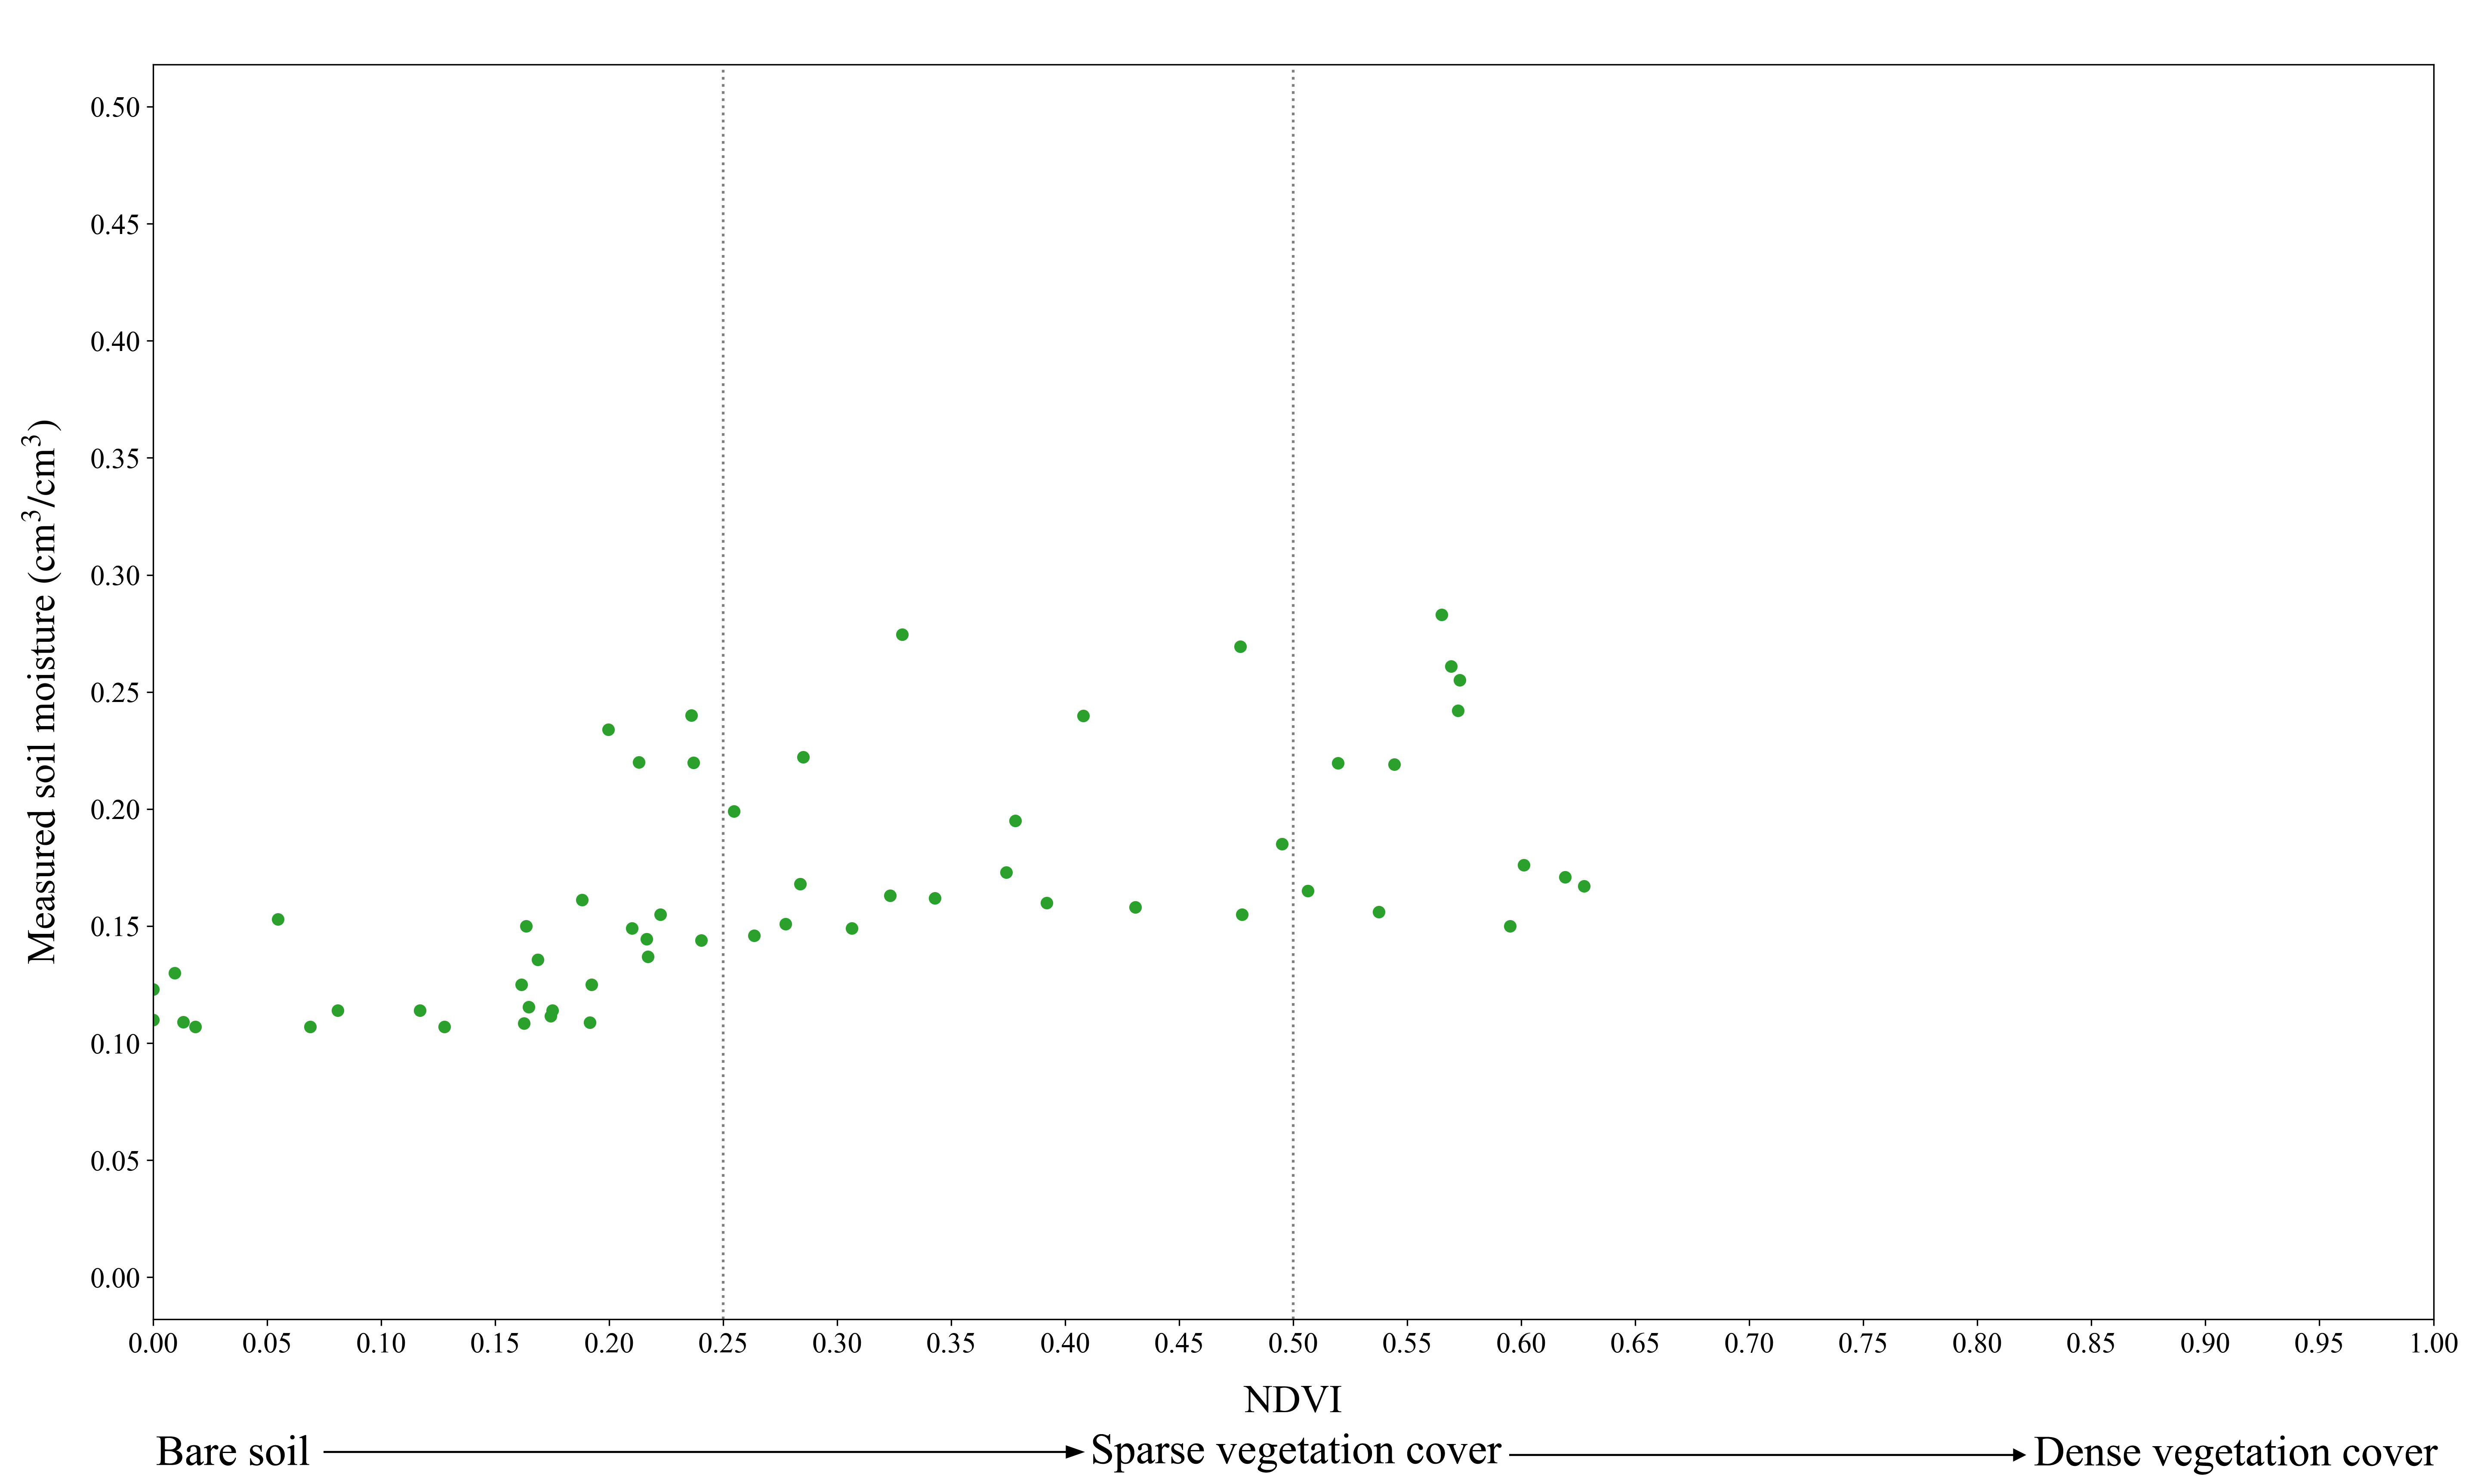 0.50
0.45
0.40
0.35
0.30
0.25
0.20
0.15
0.10
0.05
0.00
Measured soil moisture (cm³/cm³)
0.00 0.05 0.10 0.15 0.20 0.25 0.30 0.35 0.40 0.45 0.50 0.55 0.60 0.65 0.70 0.75 0.80 0.85 0.90 0.95 1.00
NDVI
Bare soil Sparse vegetation cover Dense vegetation cover